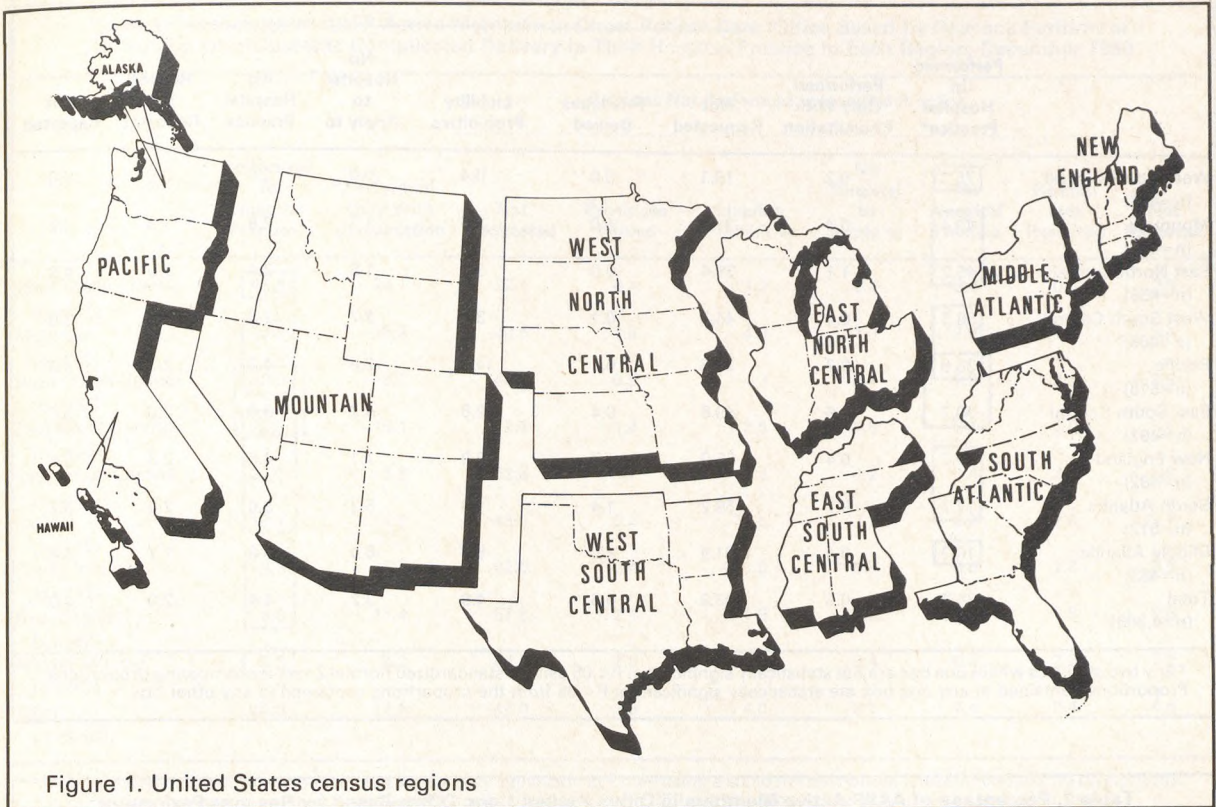 ALASKA
NEW
ENGLAND
PACIFIC
WEST
NORTH
CENTRAL
MIDDLE
ATLANTIC
EAST
NORTH
CENTRAL
MOUNTAIN
SOUTH
ATLANTIC
EAST
SOUTH
CENTRAL
HAWAII
WEST
SOUTH
CENTRAL
Figure 1. United States census regions